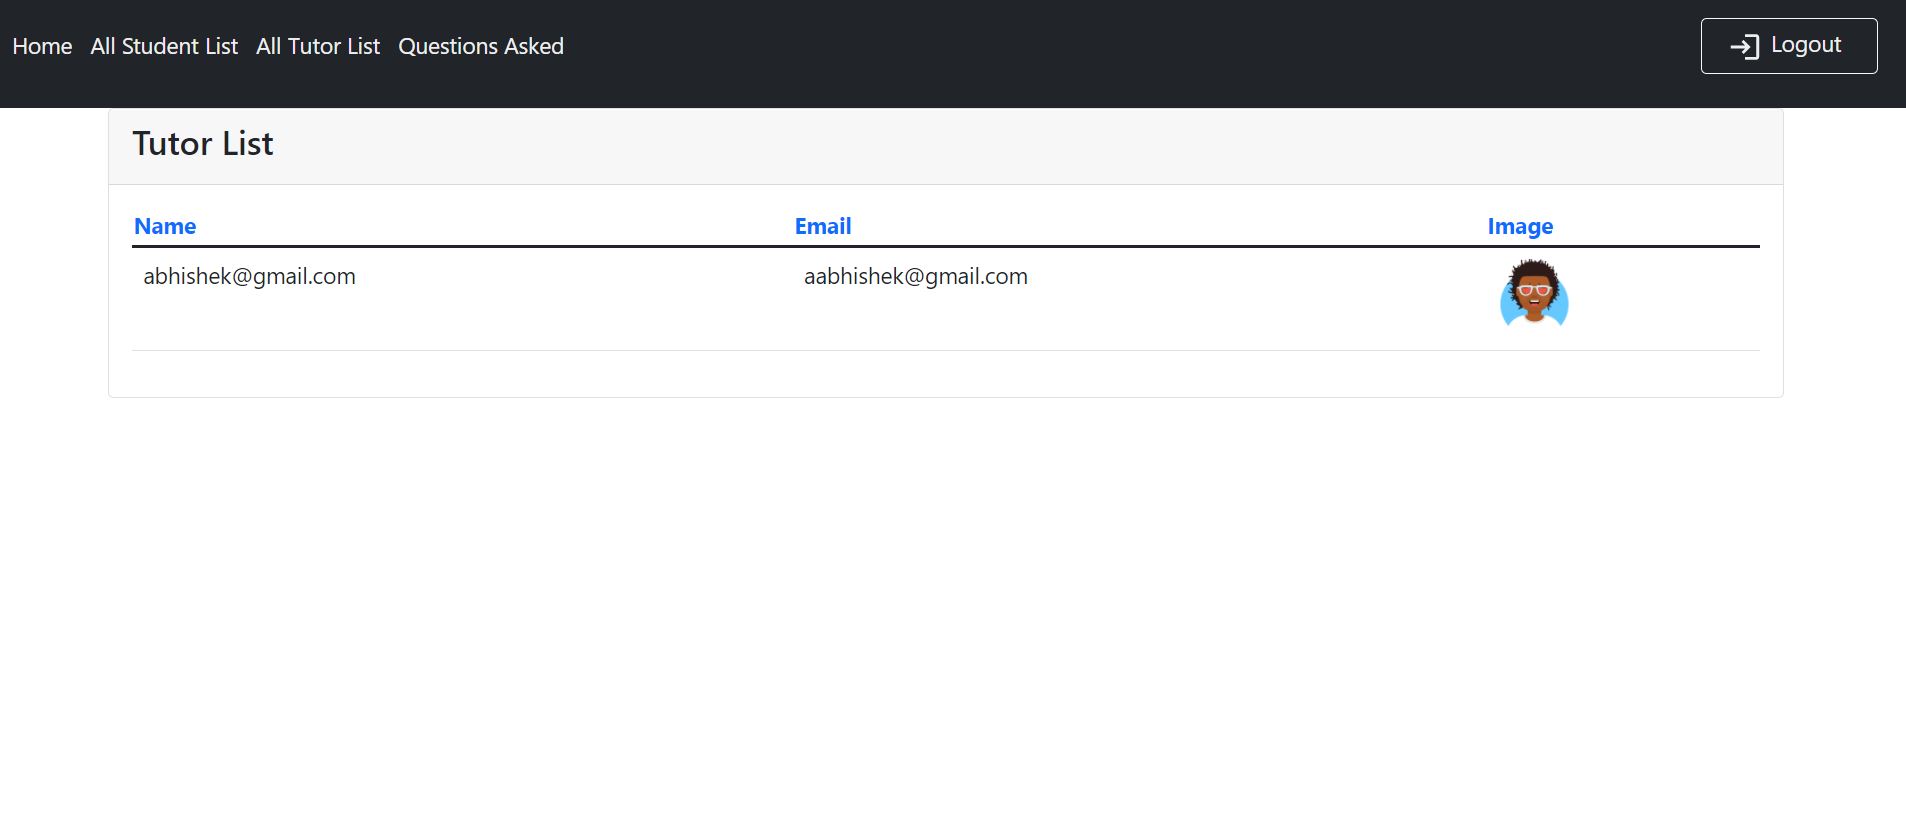 Home All Student List All Tutor List Questions Asked Logout
Tutor List
Name Email Image
abhishek@gmail.com aabhishek@gmail.com